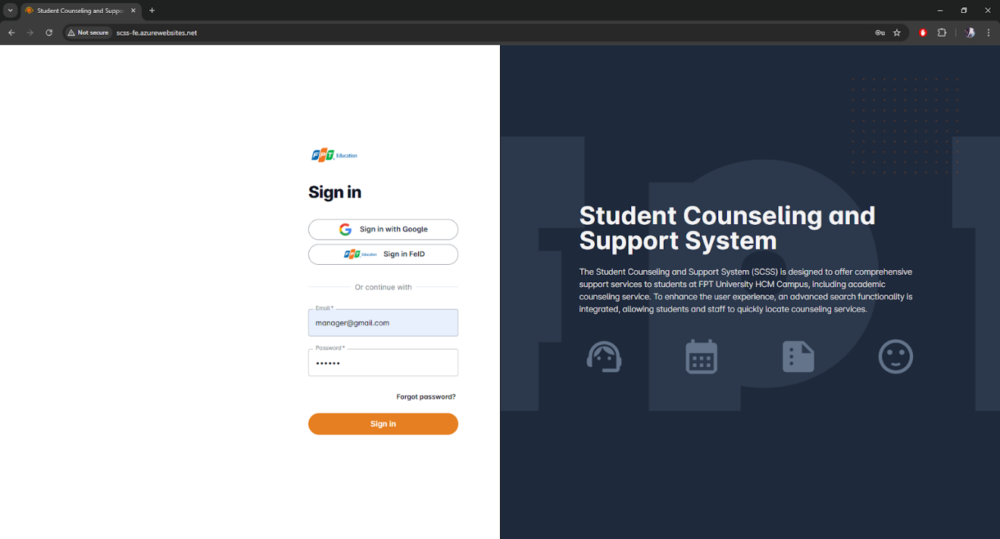 Student Counseling and Suppo
Not secure
scss-fe.azurewebsites.net
FPT Education
Sign in
Sign in with Google
FPT Education Sign in FeID
Or continue with
Email *
manager@gmail.com
Password *
••••••
Forgot password?
Sign in
fpt
Student Counseling and
Support System
The Student Counseling and Support System (SCSS) is designed to offer comprehensive
support services to students at FPT University HCM Campus, including academic
counseling service. To enhance the user experience, an advanced search functionality is
integrated, allowing students and staff to quickly locate counseling services.